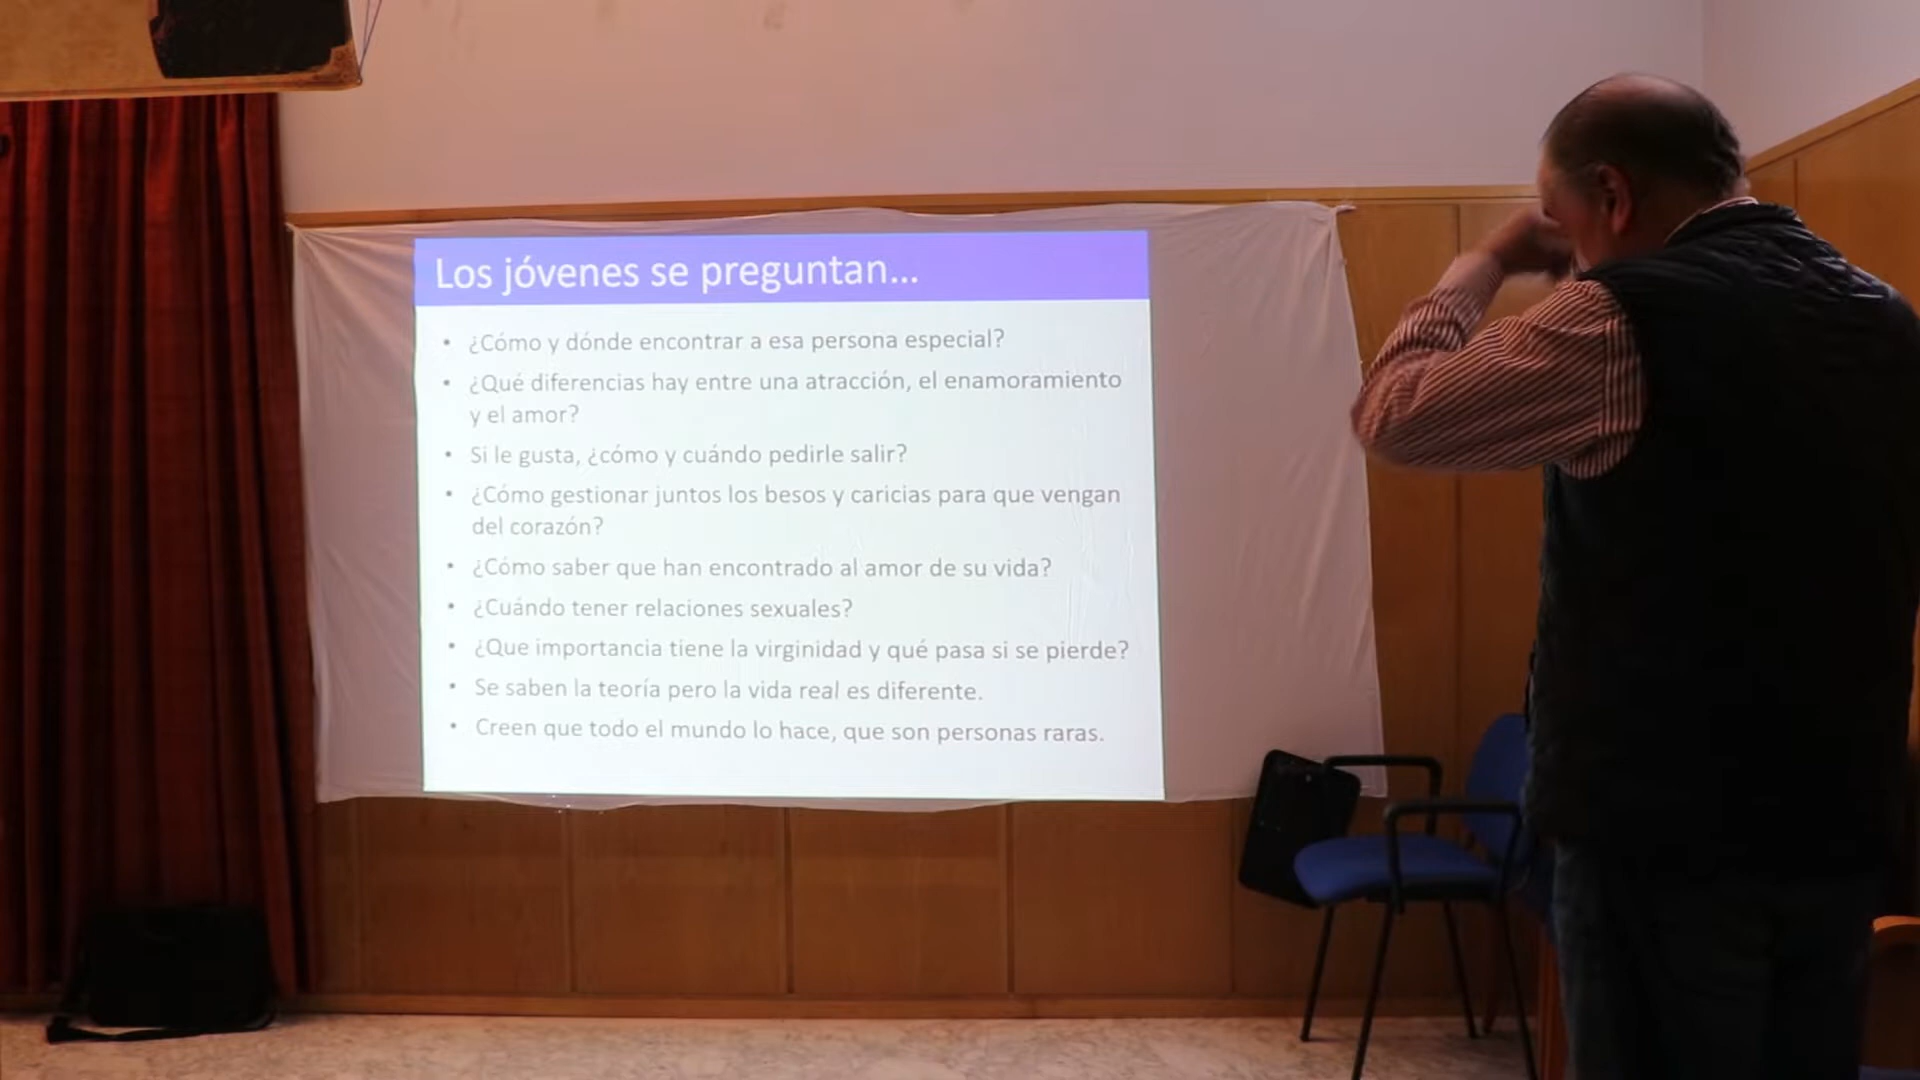 Los jóvenes se preguntan...
• ¿Cómo y dónde encontrar a esa persona especial?
• ¿Qué diferencias hay entre una atracción, el enamoramiento
y el amor?
• Si le gusta, ¿cómo y cuándo pedirle salir?
• ¿Cómo gestionar juntos los besos y caricias para que vengan
del corazón?
• ¿Cómo saber que han encontrado al amor de su vida?
• ¿Cuándo tener relaciones sexuales?
• ¿Que importancia tiene la virginidad y qué pasa si se pierde?
• Se saben la teoría pero la vida real es diferente.
• Creen que todo el mundo lo hace, que son personas raras.